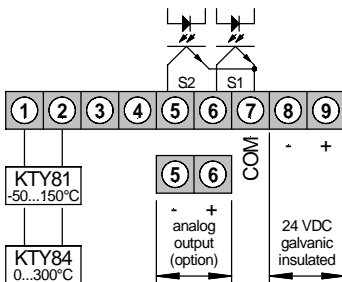 S2 S1
1 2 3 4 5 6 7 8 9
KTY81
-50...150°C
5 6
COM
- +
- +
analog
output
(option)
24 VDC
galvanic
insulated
KTY84
0...300°C